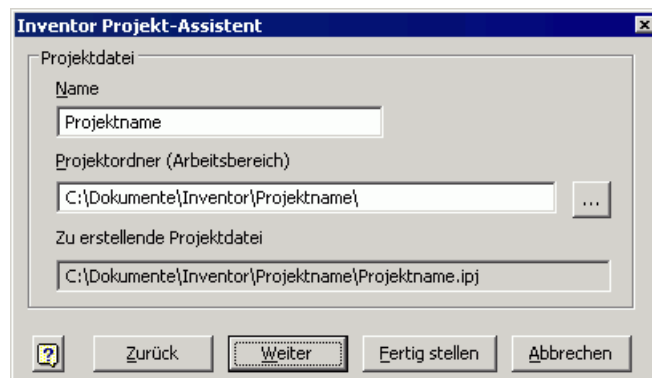 Inventor Projekt-Assistent
Projektdatei
Name
Projektname
Projektordner (Arbeitsbereich)
C:\Dokumente\Inventor\Projektname\
...
Zu erstellende Projektdatei
C:\Dokumente\Inventor\Projektname\Projektname.ipj
? Zurück Weiter Fertig stellen Abbrechen